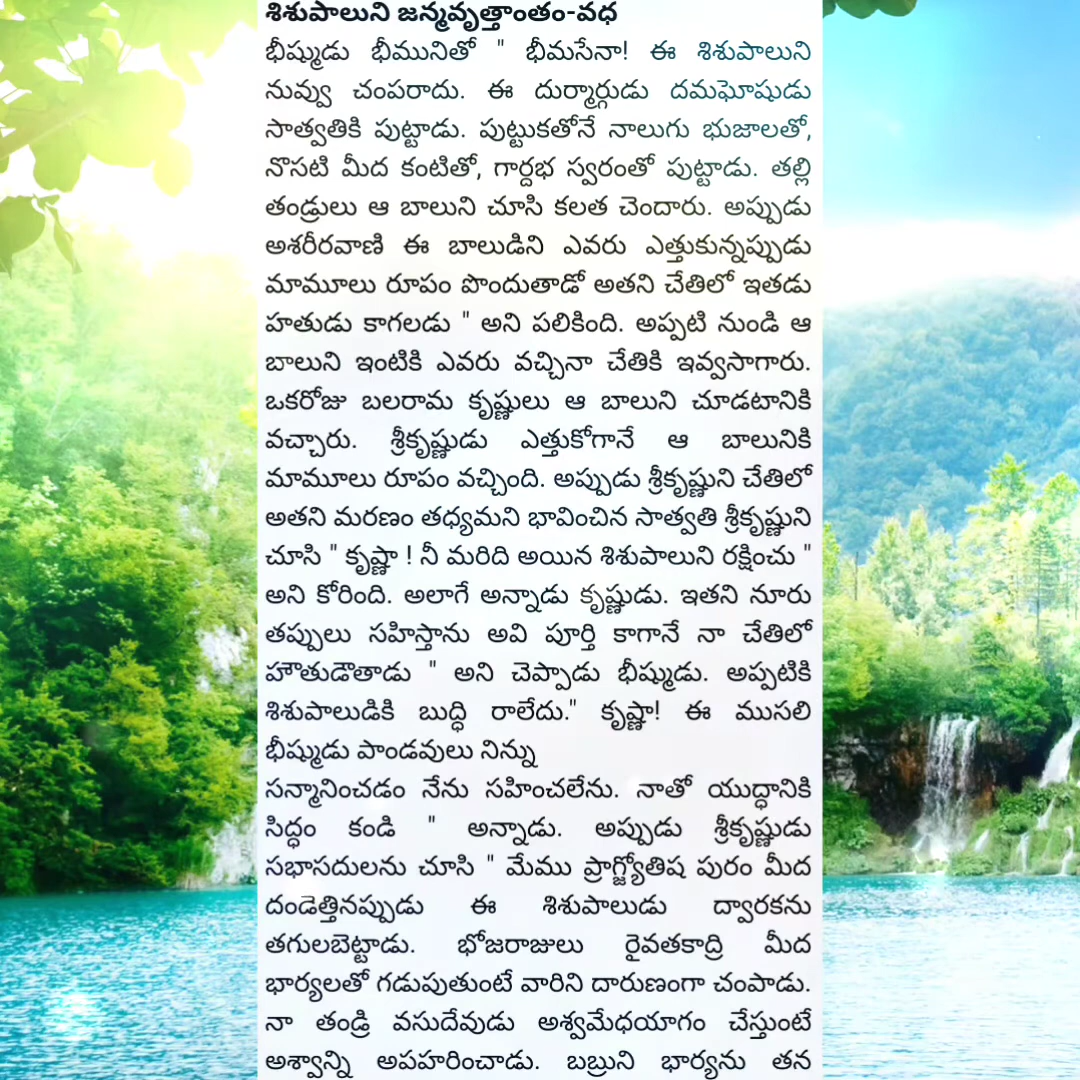 శిశుపాలుని జన్మవృత్తాంతం-వధ
భీష్ముడు భీమునితో " భీమసేనా! ఈ శిశుపాలుని
నువ్వు చంపరాదు. ఈ దుర్మార్గుడు దమఘోషుడు
సాత్వతికి పుట్టాడు. పుట్టుకతోనే నాలుగు భుజాలతో,
నొసటి మీద కంటితో, గార్దభ స్వరంతో పుట్టాడు. తల్లి
తండ్రులు ఆ బాలుని చూసి కలత చెందారు. అప్పుడు
అశరీరవాణి ఈ బాలుడిని ఎవరు ఎత్తుకున్నప్పుడు
మామూలు రూపం పొందుతాడో అతని చేతిలో ఇతడు
హతుడు కాగలడు " అని పలికింది. అప్పటి నుండి ఆ
బాలుని ఇంటికి ఎవరు వచ్చినా చేతికి ఇవ్వసాగారు.
ఒకరోజు బలరామ కృష్ణులు ఆ బాలుని చూడటానికి
వచ్చారు. శ్రీకృష్ణుడు ఎత్తుకోగానే ఆ బాలునికి
మామూలు రూపం వచ్చింది. అప్పుడు శ్రీకృష్ణుని చేతిలో
అతని మరణం తధ్యమని భావించిన సాత్వతి శ్రీకృష్ణుని
చూసి " కృష్ణా ! నీ మరిది అయిన శిశుపాలుని రక్షించు "
అని కోరింది. అలాగే అన్నాడు కృష్ణుడు. ఇతని నూరు
తప్పులు సహిస్తాను అవి పూర్తి కాగానే నా చేతిలో
హౌతుడౌతాడు " అని చెప్పాడు భీష్ముడు. అప్పటికి
శిశుపాలుడికి బుద్ధి రాలేదు." కృష్ణా! ఈ ముసలి
భీష్ముడు పాండవులు నిన్ను
సన్మానించడం నేను సహించలేను. నాతో యుద్ధానికి
సిద్ధం కండి " అన్నాడు. అప్పుడు శ్రీకృష్ణుడు
సభాసదులను చూసి " మేము ప్రాగ్జ్యోతిష పురం మీద
దండెత్తినప్పుడు ఈ శిశుపాలుడు ద్వారకను
తగులబెట్టాడు. భోజరాజులు రైవతకాద్రి మీద
భార్యలతో గడుపుతుంటే వారిని దారుణంగా చంపాడు.
నా తండ్రి వసుదేవుడు అశ్వమేధయాగం చేస్తుంటే
అశ్వాన్ని అపహరించాడు. బబ్రుని భార్యను తన